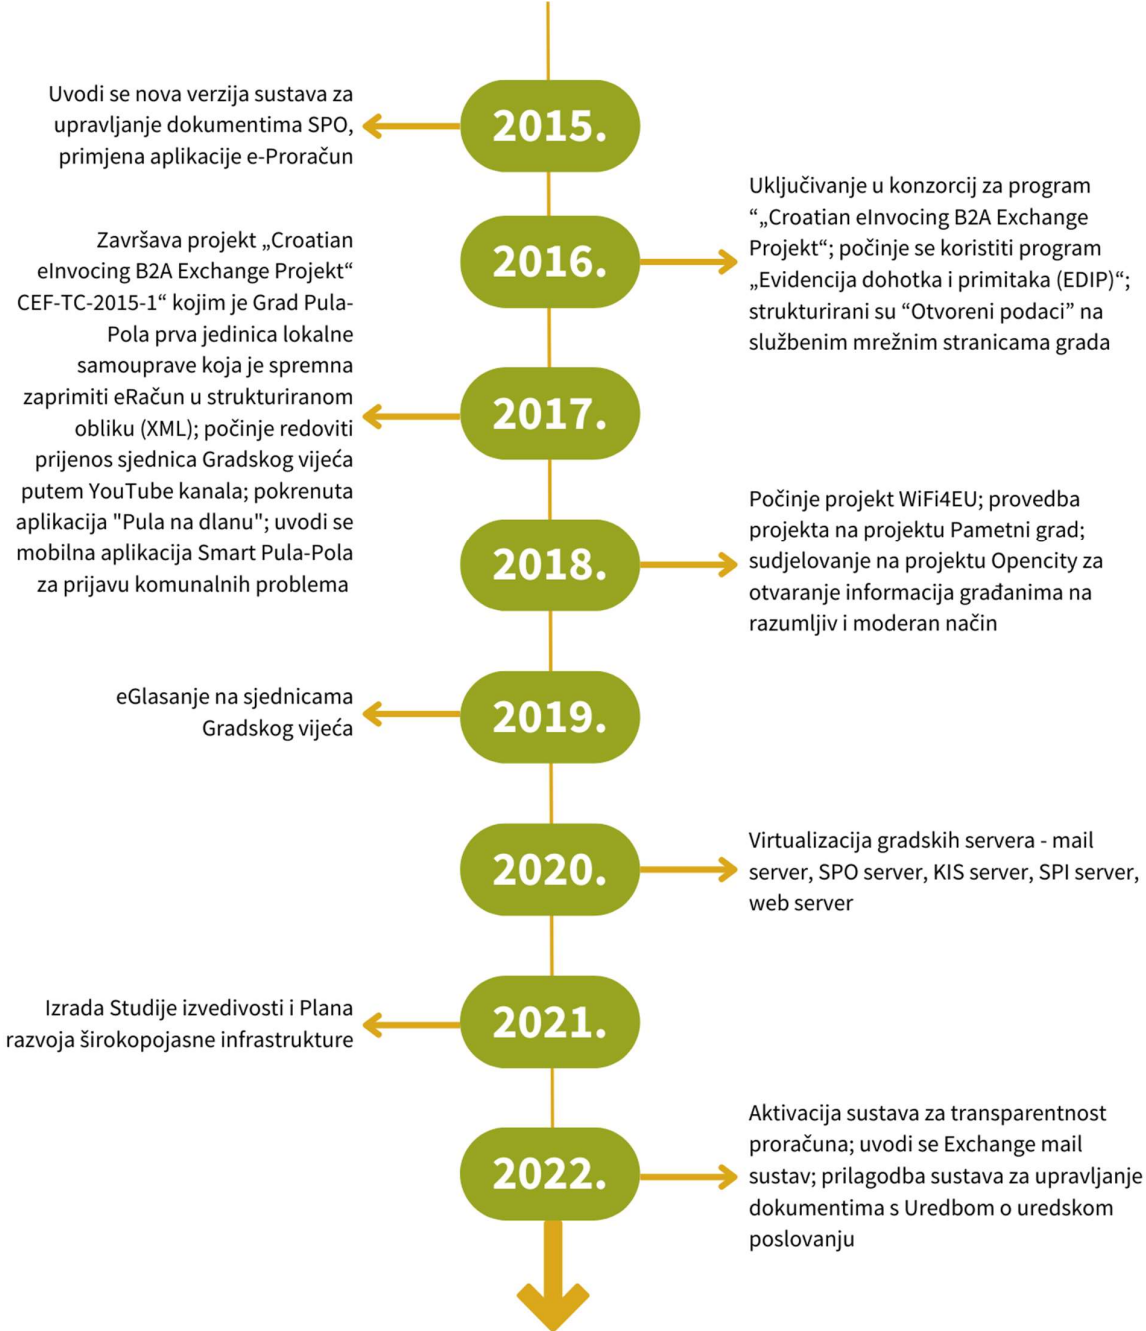 2015.
Uvodi se nova verzija sustava za
upravljanje dokumentima SPO,
primjena aplikacije e-Proračun
2016.
Uključivanje u konzorcij za program
“„Croatian eInvocing B2A Exchange
Projekt“; počinje se koristiti program
„Evidencija dohotka i primitaka (EDIP)“;
strukturirani su “Otvoreni podaci” na
službenim mrežnim stranicama grada
2017.
Završava projekt „Croatian
eInvocing B2A Exchange Projekt“
CEF-TC-2015-1“ kojim je Grad Pula-
Pola prva jedinica lokalne
samouprave koja je spremna
zaprimiti eRačun u strukturiranom
obliku (XML); počinje redoviti
prijenos sjednica Gradskog vijeća
putem YouTube kanala; pokrenuta
aplikacija "Pula na dlanu"; uvodi se
mobilna aplikacija Smart Pula-Pola
za prijavu komunalnih problema
2018.
Počinje projekt WiFi4EU; provedba
projekta na projektu Pametni grad;
sudjelovanje na projektu Opencity za
otvaranje informacija građanima na
razumljiv i moderan način
2019.
eGlasanje na sjednicama
Gradskog vijeća
2020.
Virtualizacija gradskih servera - mail
server, SPO server, KIS server, SPI server,
web server
2021.
Izrada Studije izvedivosti i Plana
razvoja širokopojasne infrastrukture
2022.
Aktivacija sustava za transparentnost
proračuna; uvodi se Exchange mail
sustav; prilagodba sustava za upravljanje
dokumentima s Uredbom o uredskom
poslovanju